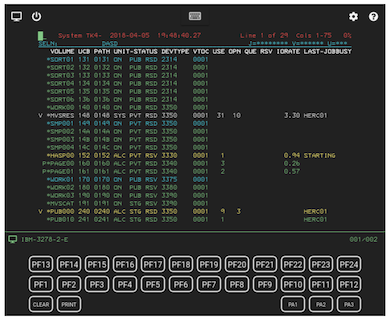 System TK4- 2018-04-05 19:48:40.27 Line 1 of 29 Cols 1-75 0%
SELN: DASD J=******** V=****** U=***
VOLUME UCB PATH UNIT-STATUS DEVTYPE VTOC USE OPN QUE RSV IORATE LAST-JOBBUSY
*SORT01 131 0131 ON PUB RSD 2314 0001
*SORT02 132 0132 ON PUB RSD 2314 0001
*SORT03 133 0133 ON PUB RSD 2314 0001
*SORT04 134 0134 ON PUB RSD 2314 0001
*SORT05 135 0135 ON PUB RSD 2314 0001
*SORT06 136 0136 ON PUB RSD 2314 0001
*WORK00 140 0140 ON PUB RSD 3350 0001
V *MVSRES 148 0148 SYS PVT RSD 3350 0001 31 10 3.30 HERC01
*SMP001 149 0149 ON PVT RSD 3350 0001
*SMP002 14A 014A ON PVT RSD 3350 0001
*SMP003 14B 014B ON PVT RSD 3350 0001
*SMP004 14C 014C ON PVT RSD 3350 0001
*HASP00 152 0152 ALC PVT RSV 3330 0001 1 0.94 STARTING
P*PAGE00 160 0160 ALC PVT RSD 2305 0001 3 0.26
P*PAGE01 161 0161 ALC PVT RSD 2305 0001 2 0.57
*WORK01 170 0170 ON PUB RSV 3375 0001
*WORK02 180 0180 ON PUB RSV 3380 0001
*WORK03 190 0190 ON PUB RSV 3390 0001
*MVSCAT 191 0191 ON STG RSV 3390 0001
V *PUB000 240 0240 ALC STG RSV 3350 0001 9 3 HERC01
*PUB010 241 0241 ALC STG RSD 3350 0001 1 HERC01
IBM-3278-2-E 001-002
PF13 PF14 PF15 PF16 PF17 PF18 PF19 PF20 PF21 PF22 PF23 PF24
PF1 PF2 PF3 PF4 PF5 PF6 PF7 PF8 PF9 PF10 PF11 PF12
CLEAR PRINT PA1 PA2 PA3